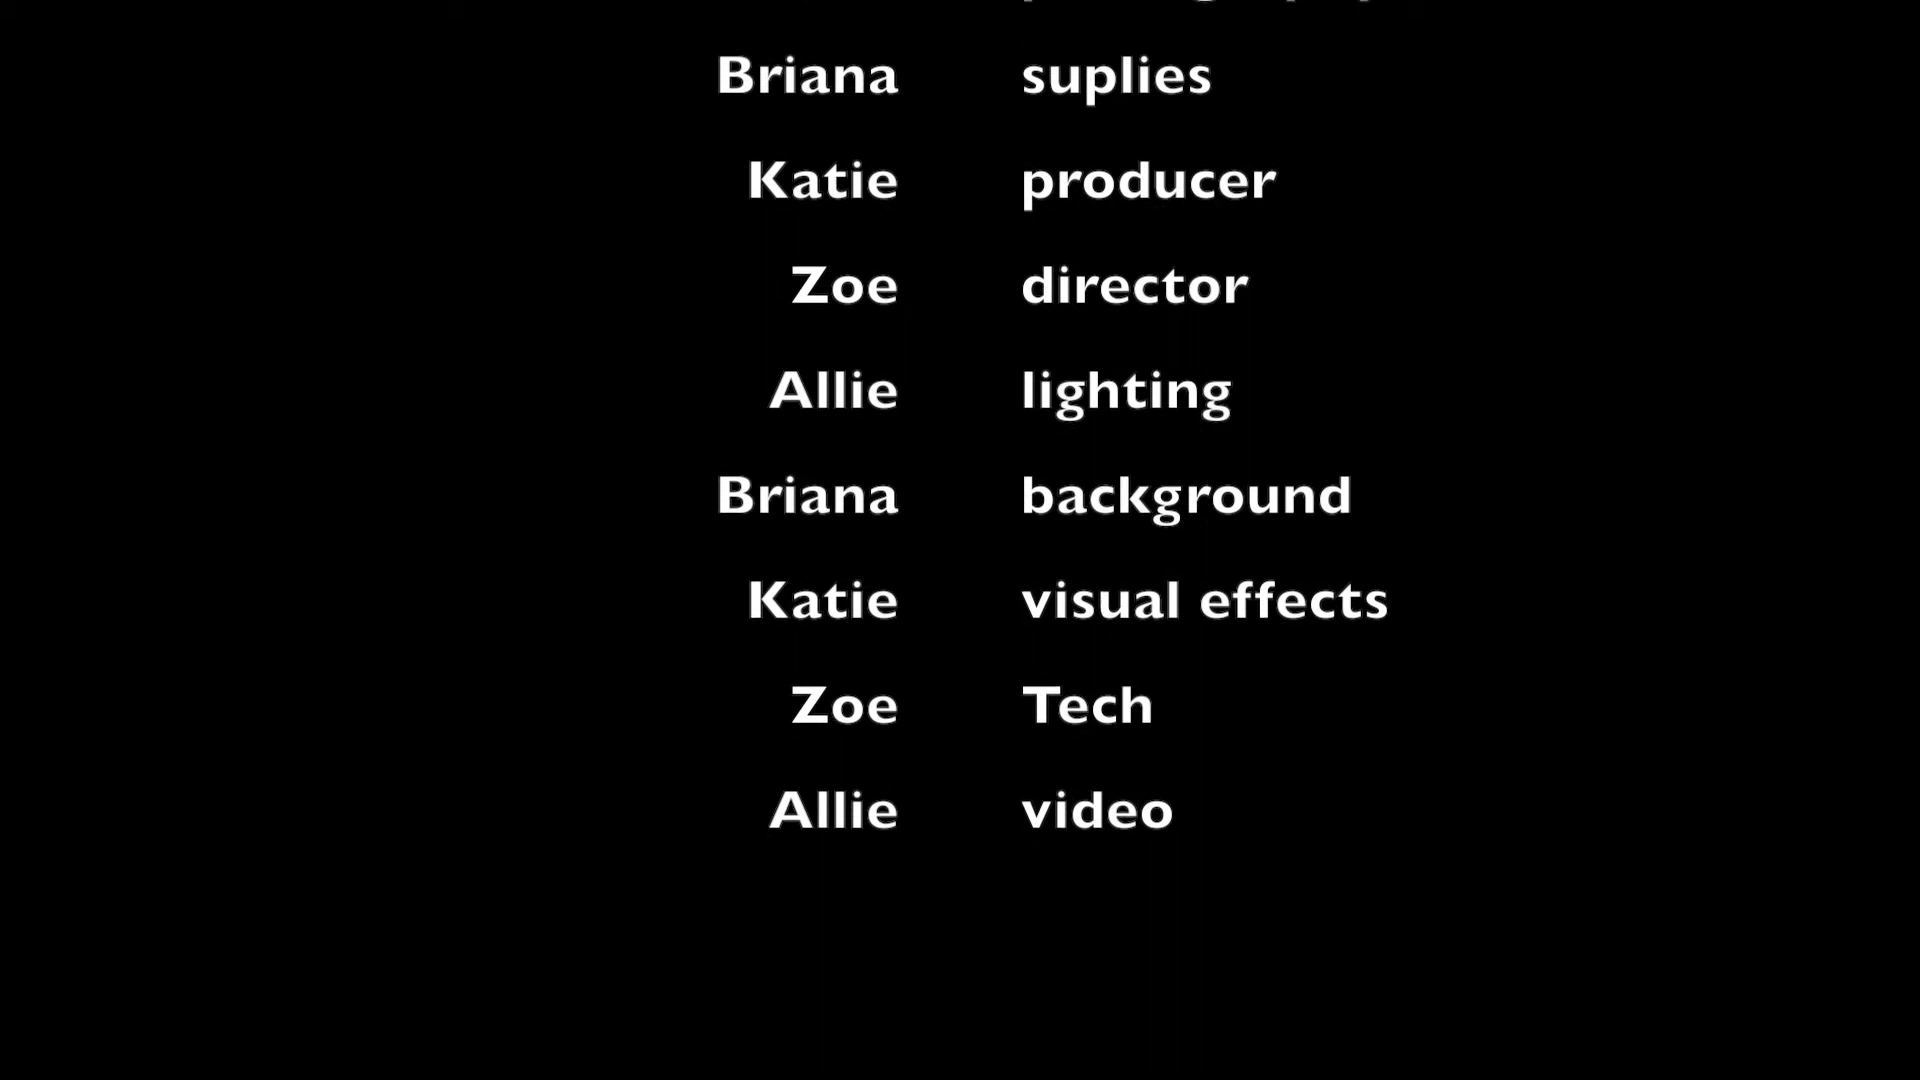 Briana suplies
Katie producer
Zoe director
Allie lighting
Briana background
Katie visual effects
Zoe Tech
Allie video